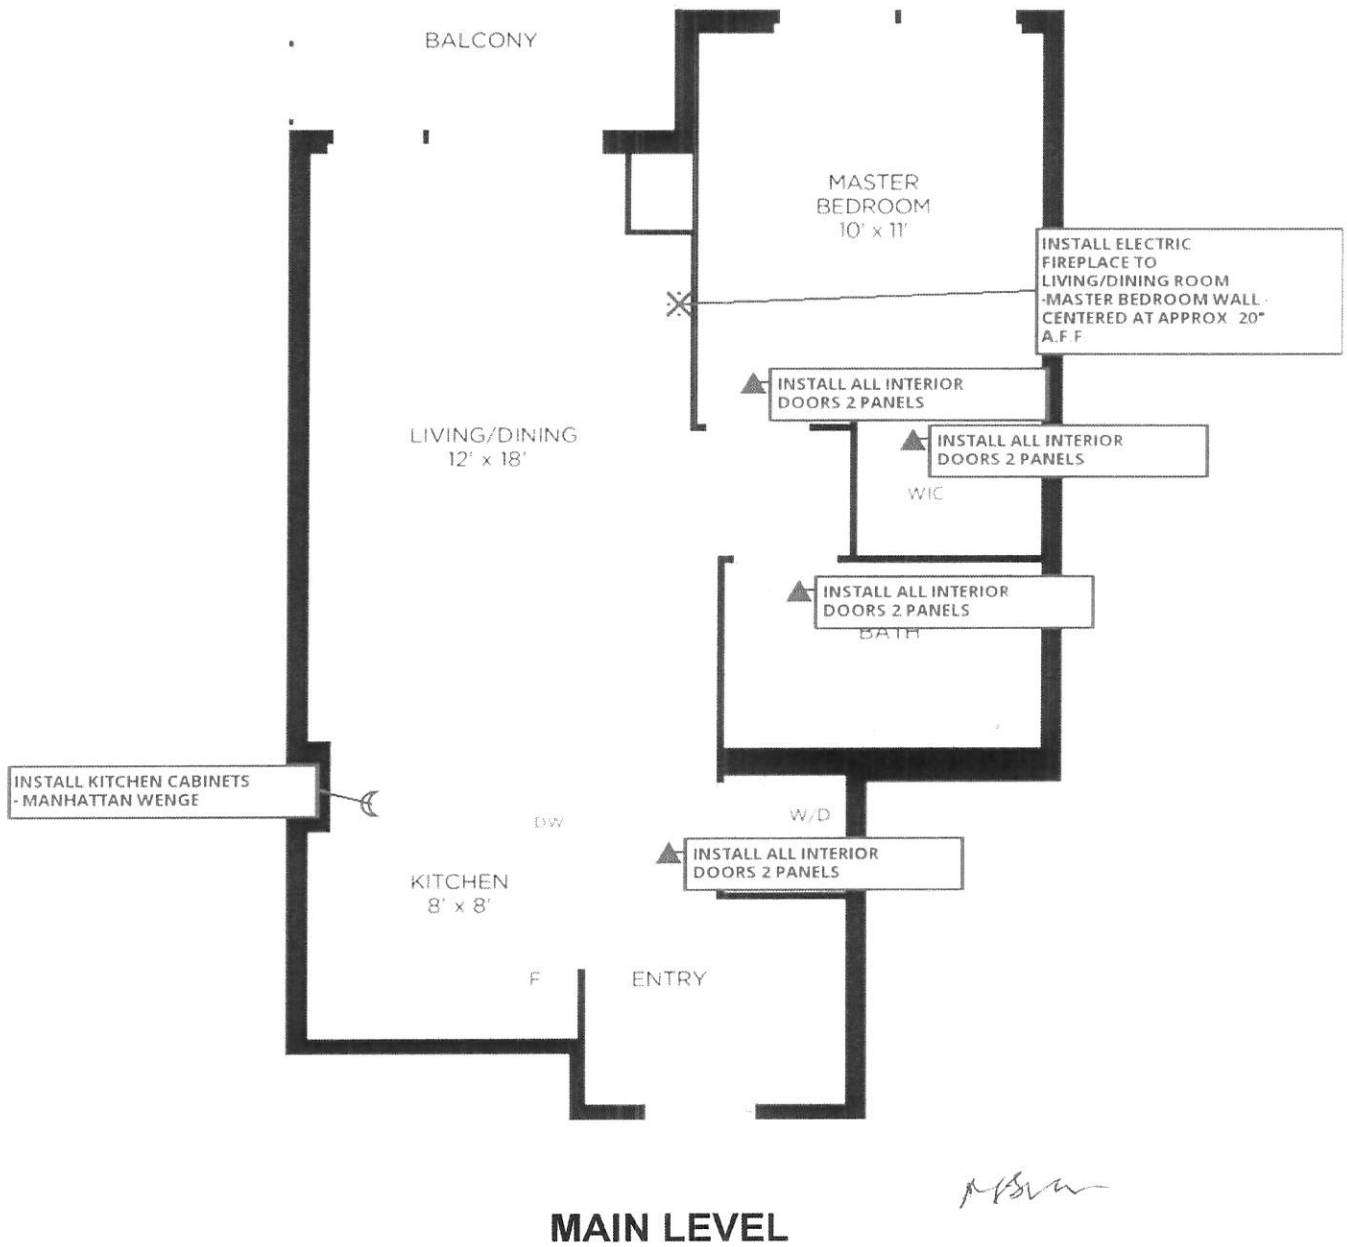 BALCONY
MASTER
BEDROOM
10' x 11'
INSTALL ELECTRIC
FIREPLACE TO
LIVING/DINING ROOM
-MASTER BEDROOM WALL -
CENTERED AT APPROX 20"
A.F.F
INSTALL ALL INTERIOR
DOORS 2 PANELS
LIVING/DINING
12' x 18'
INSTALL ALL INTERIOR
DOORS 2 PANELS
WIC
INSTALL ALL INTERIOR
DOORS 2 PANELS
BATH
INSTALL KITCHEN CABINETS
- MANHATTAN WENGE
DW
W/D
INSTALL ALL INTERIOR
DOORS 2 PANELS
KITCHEN
8' x 8'
F
ENTRY
MAIN LEVEL